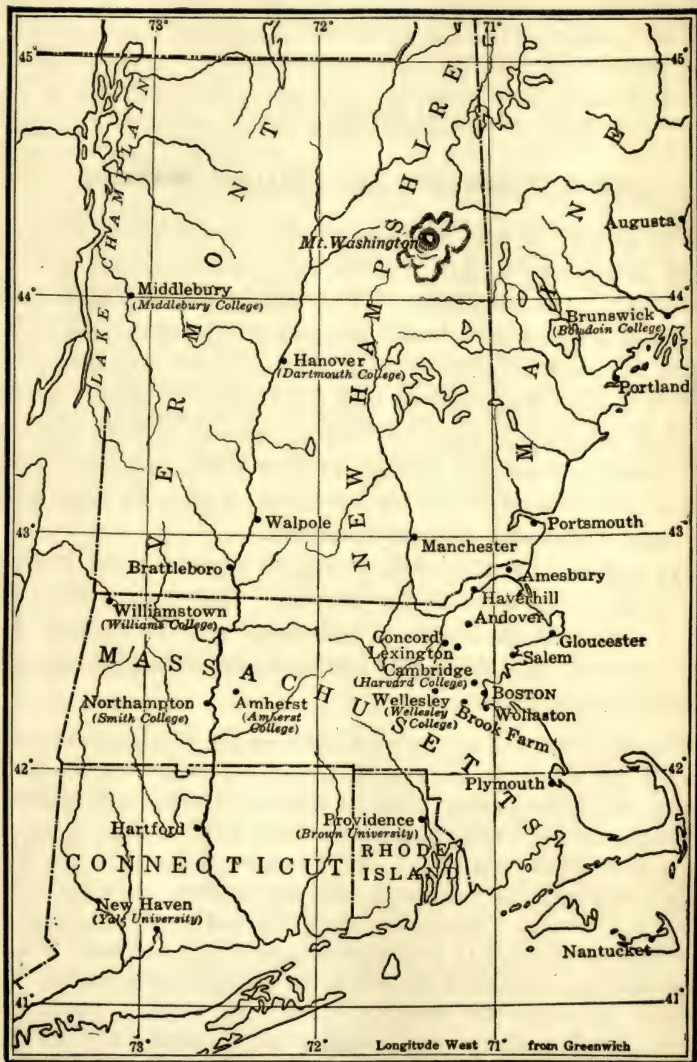 73°
72°
71°
45°
45°
LAKE CHAMPLAIN
VERMONT
NEW HAMPSHIRE
MAINE
Mt. Washington
Augusta
44°
44°
Middlebury
(Middlebury College)
Brunswick
(Bowdoin College)
Hanover
(Dartmouth College)
Portland
43°
43°
Walpole
Portsmouth
Manchester
Brattleboro
Amesbury
Haverhill
Williamstown
(Williams College)
Andover
Concord
Lexington
Gloucester
Salem
Cambridge
(Harvard College)
MASSACHUSETTS
Northampton
(Smith College)
Amherst
(Amherst
College)
Wellesley
(Wellesley
College)
BOSTON
Wollaston
Brook Farm
42°
42°
Plymouth
Hartford
Providence
(Brown University)
CONNECTICUT
RHODE
ISLAND
New Haven
(Yale University)
Nantucket
41°
41°
73°
72°
71°
Longitude West from Greenwich